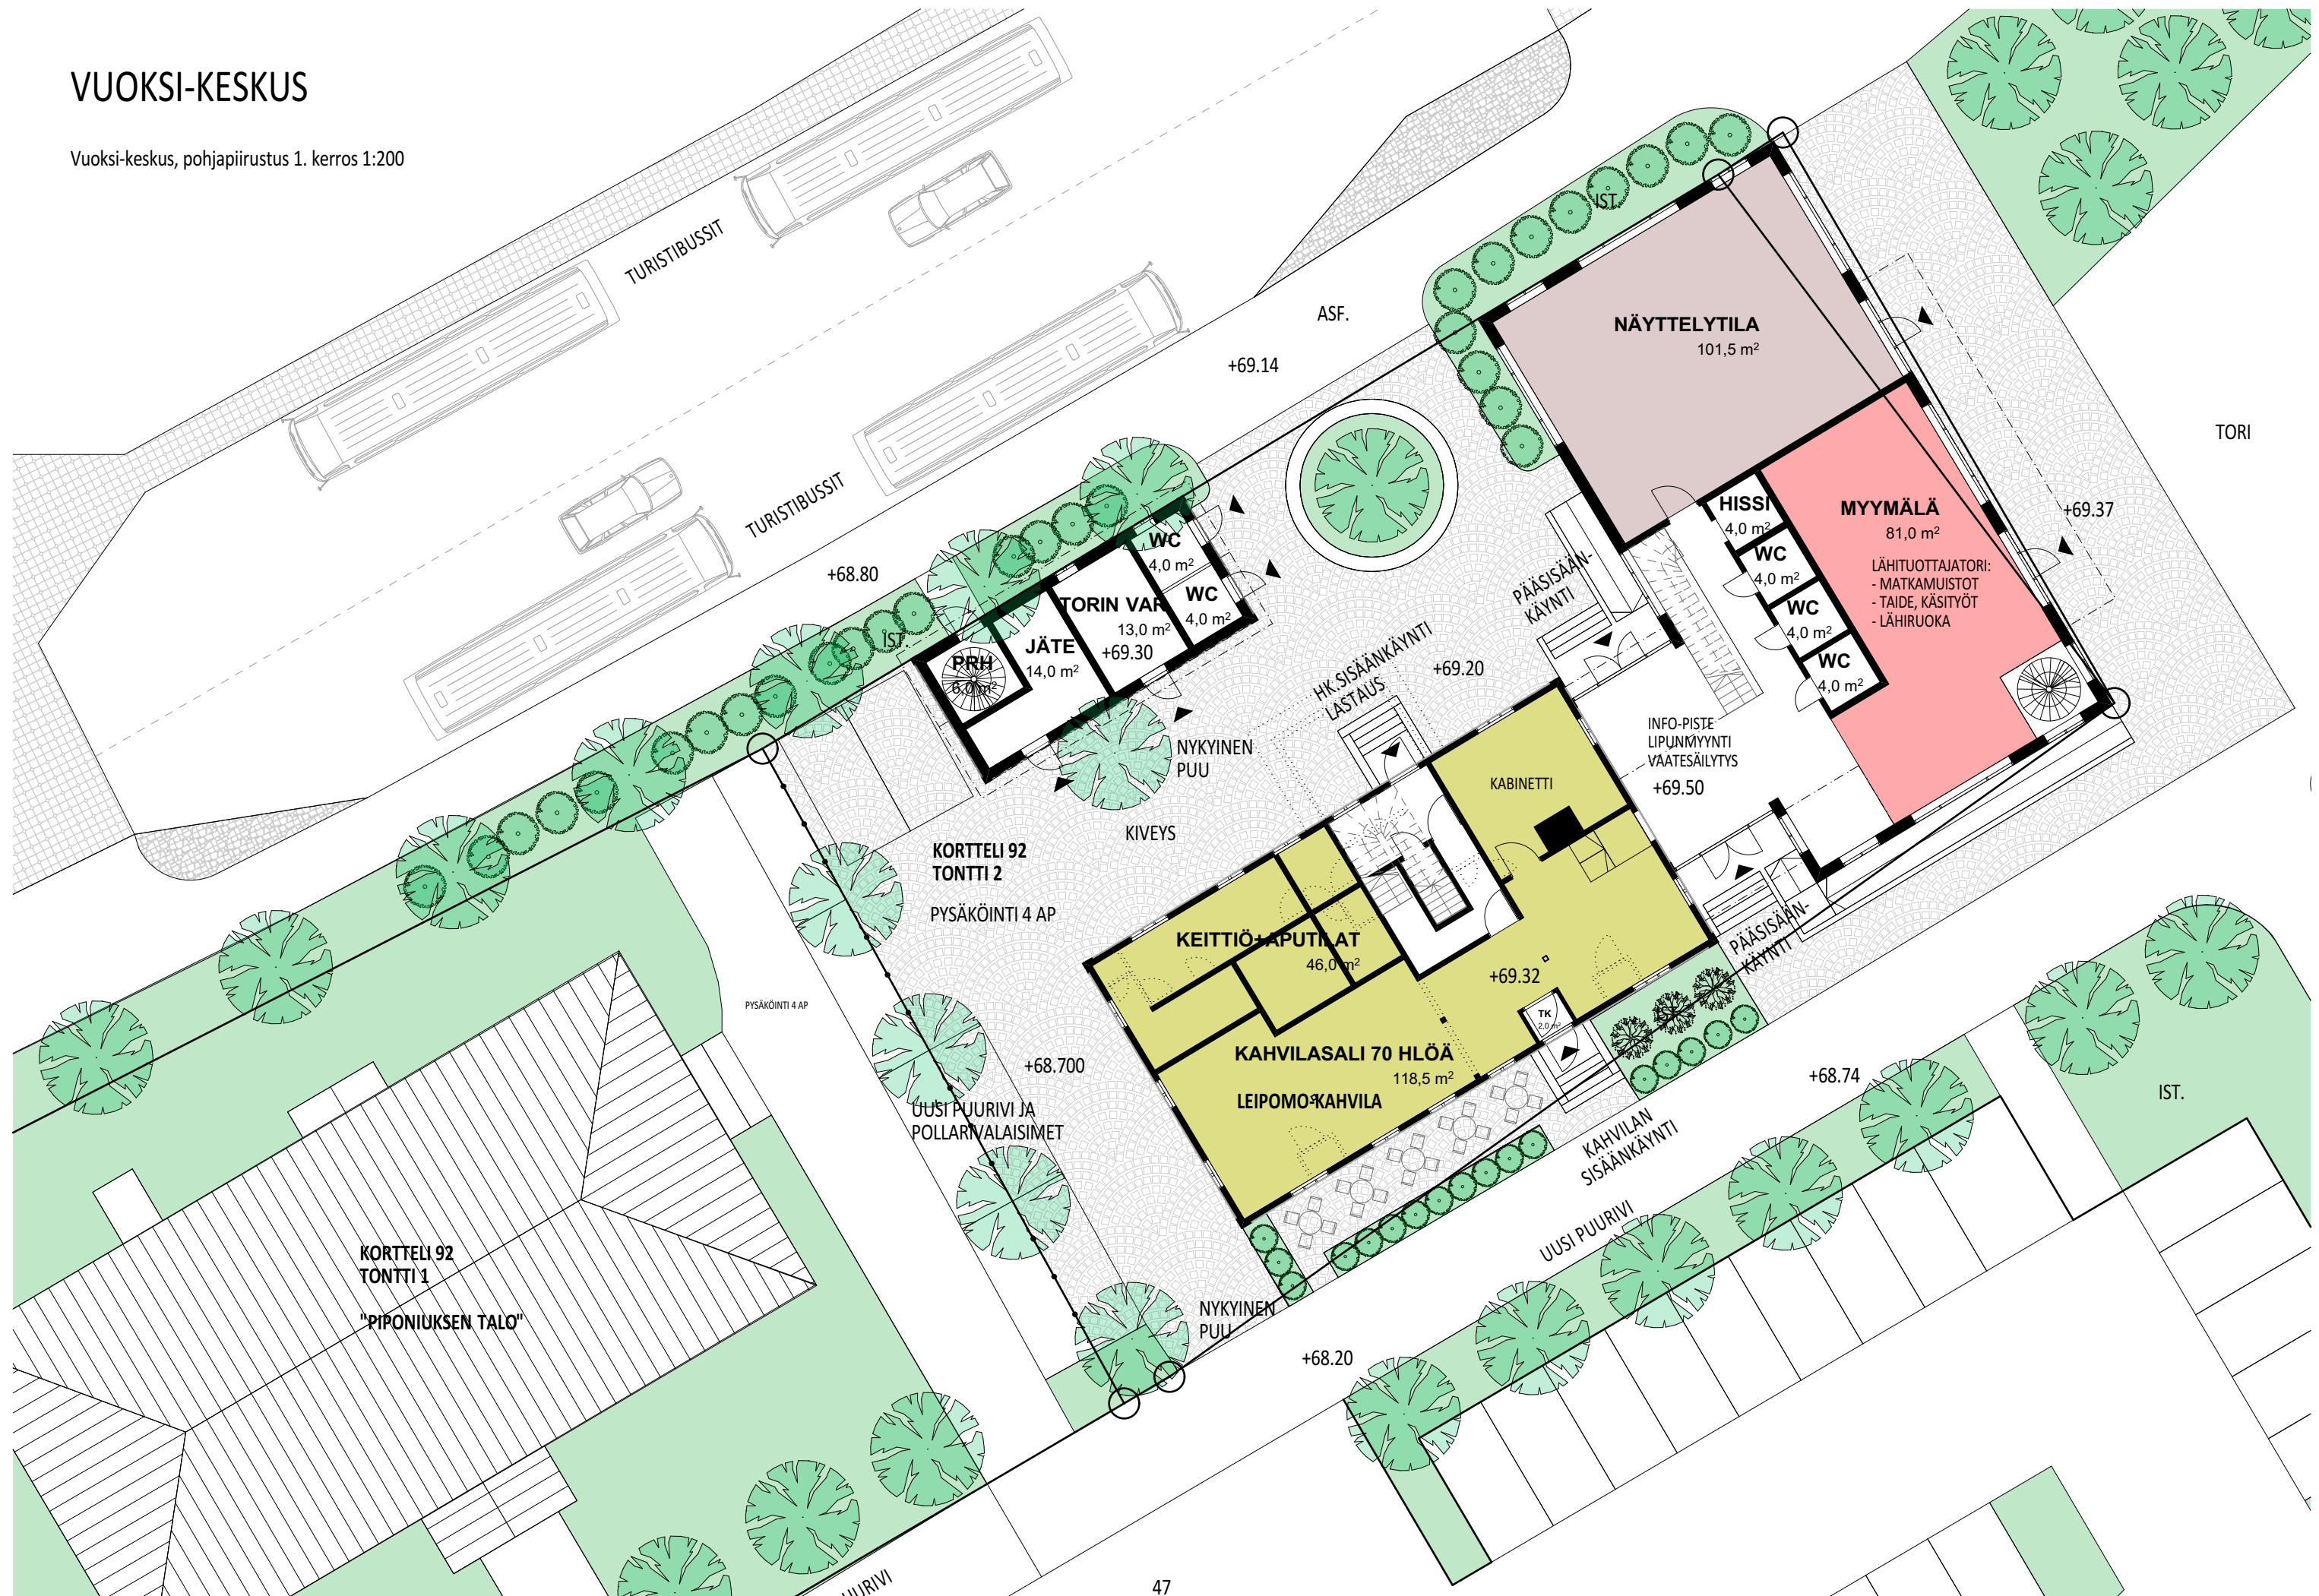 VUOKSI-KESKUS
Vuoksi-keskus, pohjapiirustus 1. kerros 1:200
TURISTIBUSSIT
TURISTIBUSSIT
ASF.
+69.14
+68.80
IST.
IST.
NÄYTTELYTILA
101,5 m²
TORI
+69.37
HISSI
4,0 m²
MYYMÄLÄ
81,0 m²
LÄHITUOTTAJATORI:
- MATKAMUISTOT
- TAIDE, KÄSITYÖT
- LÄHIRUOKA
WC
4,0 m²
WC
4,0 m²
WC
4,0 m²
WC
4,0 m²
WC
4,0 m²
TORIN VAR
13,0 m²
+69.30
JÄTE
14,0 m²
PRH
6,0 m²
PÄÄSISÄÄN-
KÄYNTI
HK.SISÄÄNKÄYNTI
LASTAUS
+69.20
INFO-PISTE
LIPUNMYYNTI
VAATESÄILYTYS
+69.50
NYKYINEN
PUU
KABINETTI
KIVEYS
KORTTELI 92
TONTTI 2
PYSÄKÖINTI 4 AP
KEITTIÖ+APUTILAT
46,0 m²
+69.32
PÄÄSISÄÄN-
KÄYNTI
PYSÄKÖINTI 4 AP
TK
2,0 m²
KAHVILASALI 70 HLÖÄ
118,5 m²
LEIPOMO-KAHVILA
+68.700
UUSI PUURIVI JA
POLLARIVALAISIMET
+68.74
IST.
KAHVILAN
SISÄÄNKÄYNTI
UUSI PUURIVI
KORTTELI 92
TONTTI 1
"PIPONIUKSEN TALO"
NYKYINEN
PUU
+68.20
47